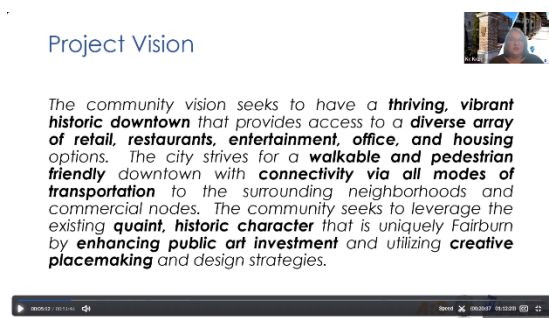 Project Vision
The community vision seeks to have a thriving, vibrant
historic downtown that provides access to a diverse array
of retail, restaurants, entertainment, office, and housing
options. The city strives for a walkable and pedestrian
friendly downtown with connectivity via all modes of
transportation to the surrounding neighborhoods and
commercial nodes. The community seeks to leverage the
existing quaint, historic character that is uniquely Fairburn
by enhancing public art investment and utilizing creative
placemaking and design strategies.
Speed